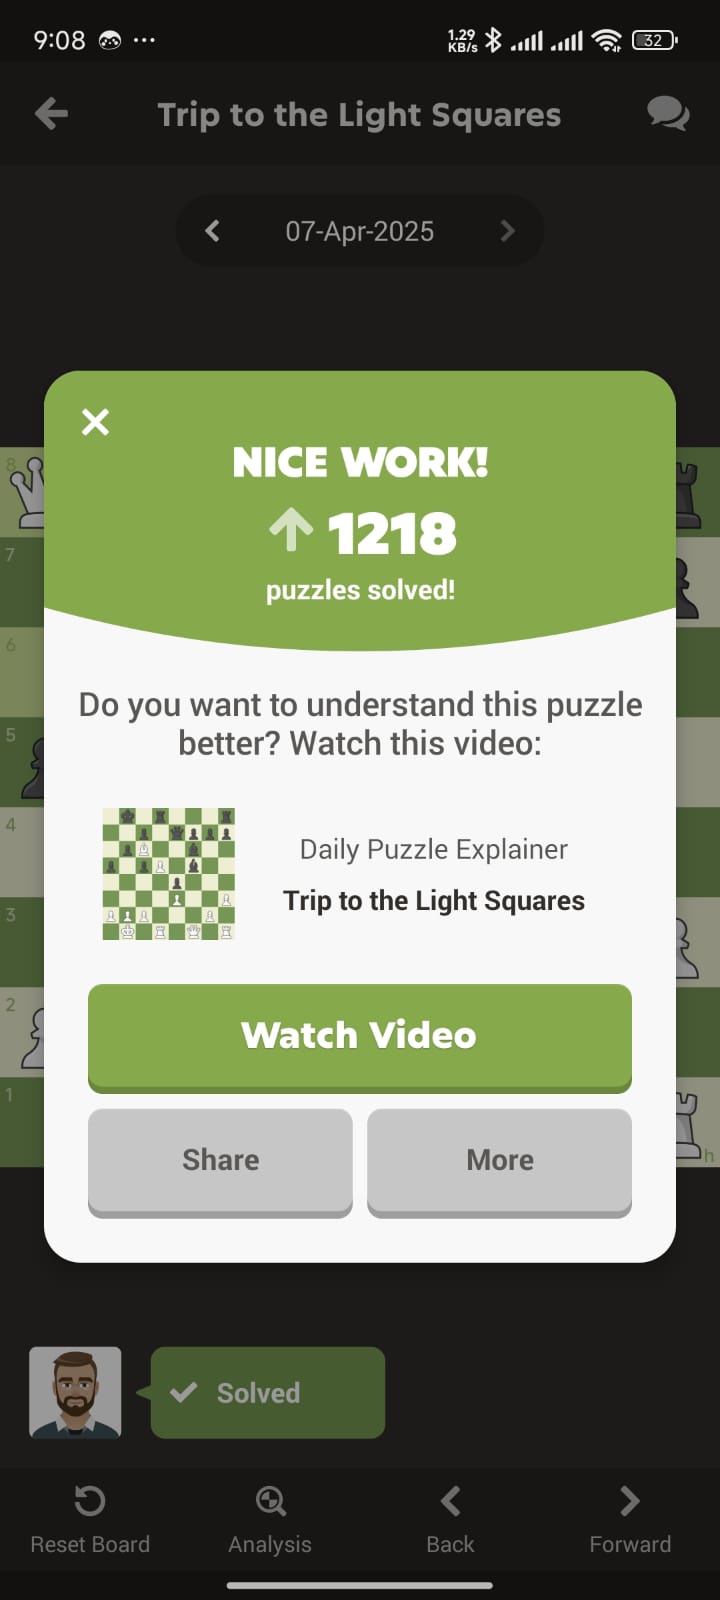 9:08
1.29
KB/s
32
Trip to the Light Squares
07-Apr-2025
NICE WORK!
1218
puzzles solved!
8
7
6
5
4
3
2
1
h
Do you want to understand this puzzle
better? Watch this video:
Daily Puzzle Explainer
Trip to the Light Squares
Watch Video
Share
More
Solved
Reset Board
Analysis
Back
Forward